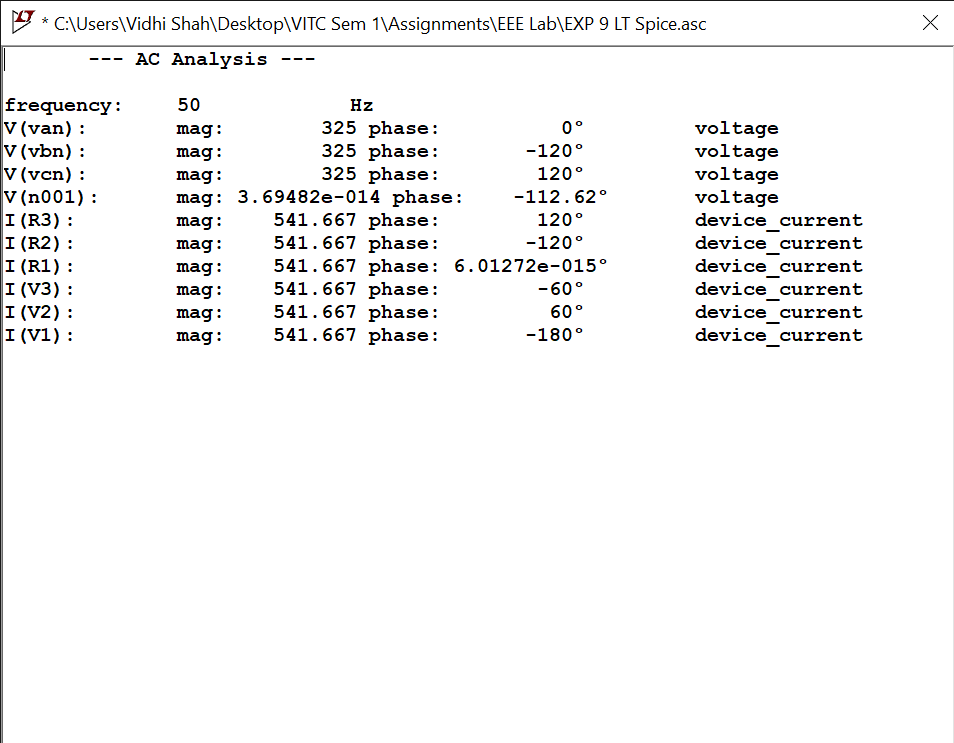 * C:\Users\Vidhi Shah\Desktop\VITC Sem 1\Assignments\EEE Lab\EXP 9 LT Spice.asc
--- AC Analysis ---
frequency: 50 Hz
V(van): mag: 325 phase: 0° voltage
V(vbn): mag: 325 phase: -120° voltage
V(vcn): mag: 325 phase: 120° voltage
V(n001): mag: 3.69482e-014 phase: -112.62° voltage
I(R3): mag: 541.667 phase: 120° device_current
I(R2): mag: 541.667 phase: -120° device_current
I(R1): mag: 541.667 phase: 6.01272e-015° device_current
I(V3): mag: 541.667 phase: -60° device_current
I(V2): mag: 541.667 phase: 60° device_current
I(V1): mag: 541.667 phase: -180° device_current